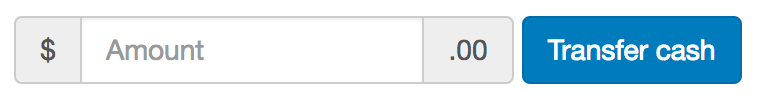 $ Amount .00 Transfer cash